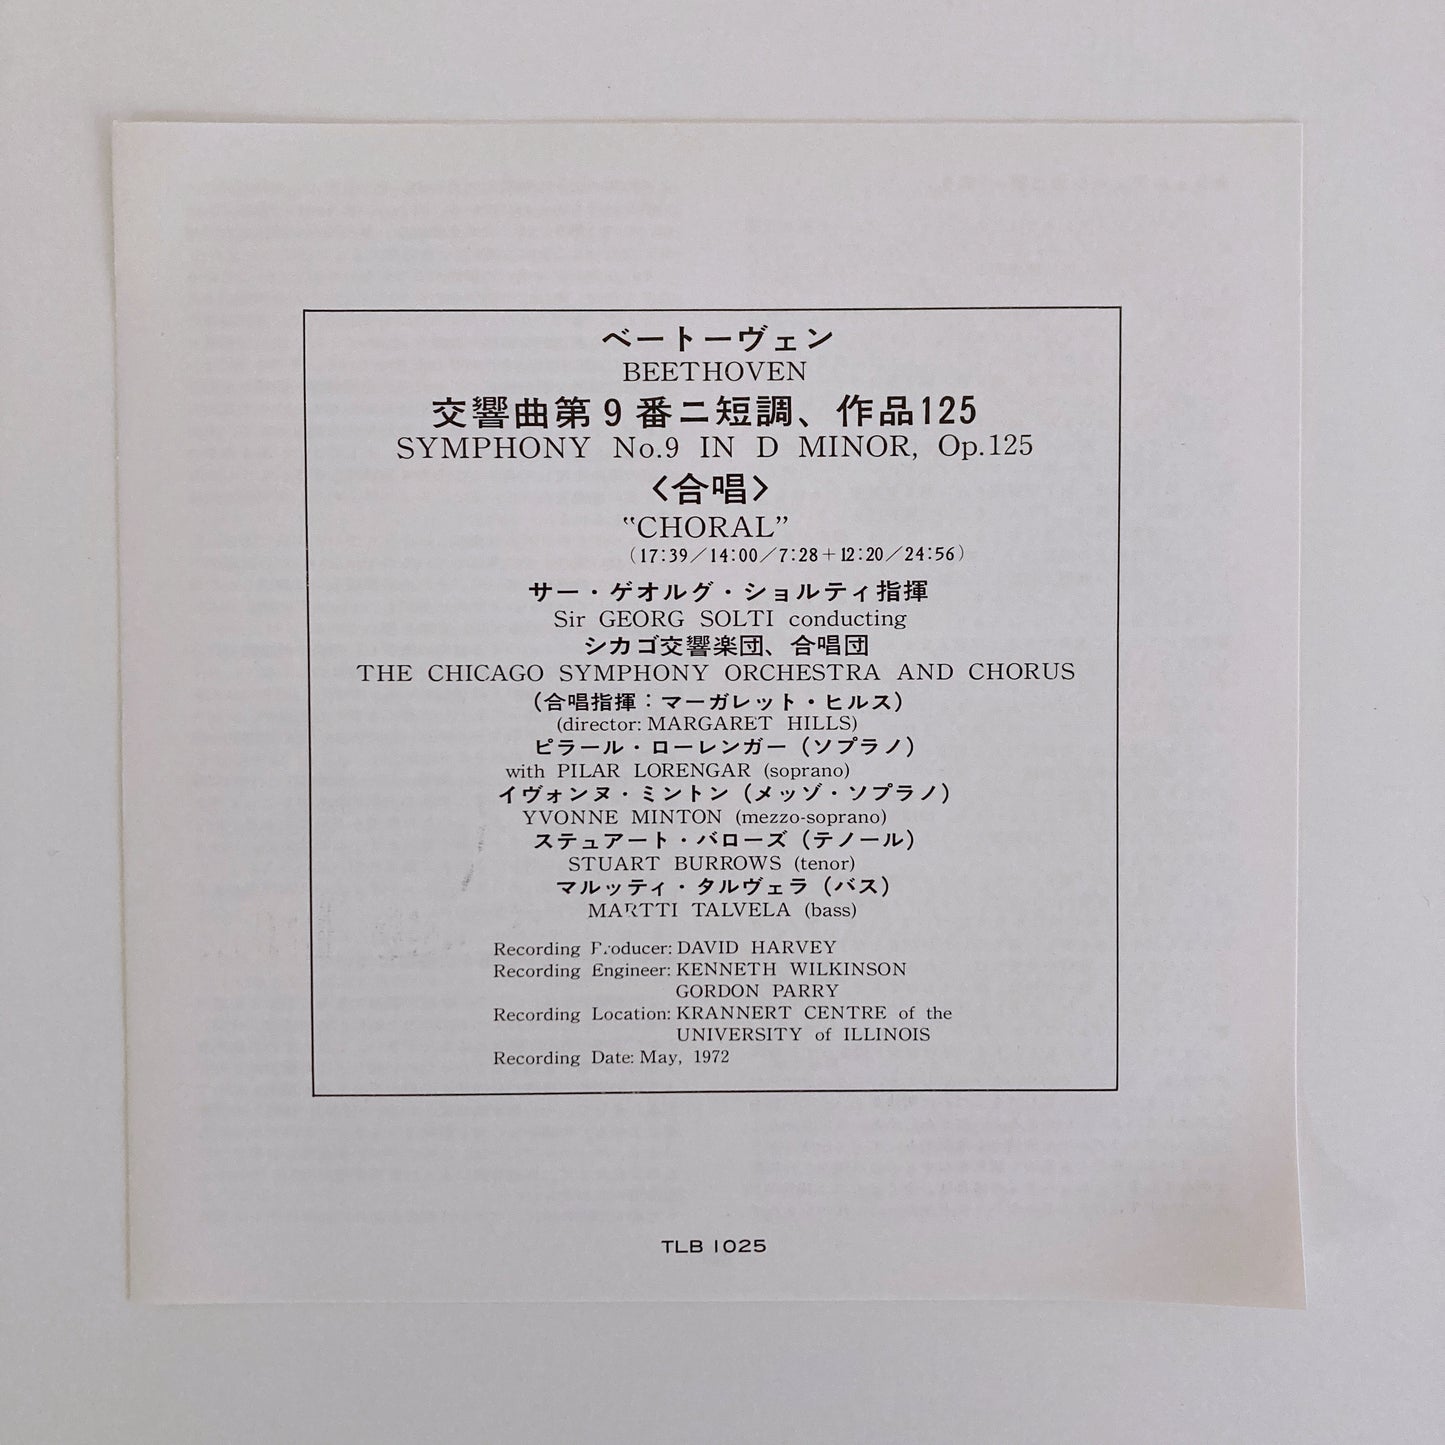 ベートーヴェン
BEETHOVEN
交響曲第9番ニ短調、作品125
SYMPHONY No.9 IN D MINOR, Op.125
〈合唱〉
"CHORAL"
(17:39/14:00/7:28+12:20/24:56)
サー・ゲオルグ・ショルティ指揮
Sir GEORG SOLTI conducting
シカゴ交響楽団、合唱団
THE CHICAGO SYMPHONY ORCHESTRA AND CHORUS
(合唱指揮:マーガレット・ヒルス)
(director: MARGARET HILLS)
ピラール・ローレンガー(ソプラノ)
with PILAR LORENGAR (soprano)
イヴォンヌ・ミントン(メッゾ・ソプラノ)
YVONNE MINTON (mezzo-soprano)
ステュアート・バローズ(テノール)
STUART BURROWS (tenor)
マルッティ・タルヴェラ(バス)
MARTTI TALVELA (bass)
Recording Producer: DAVID HARVEY
Recording Engineer: KENNETH WILKINSON
GORDON PARRY
Recording Location: KRANNERT CENTRE of the
UNIVERSITY of ILLINOIS
Recording Date: May, 1972
TLB 1025